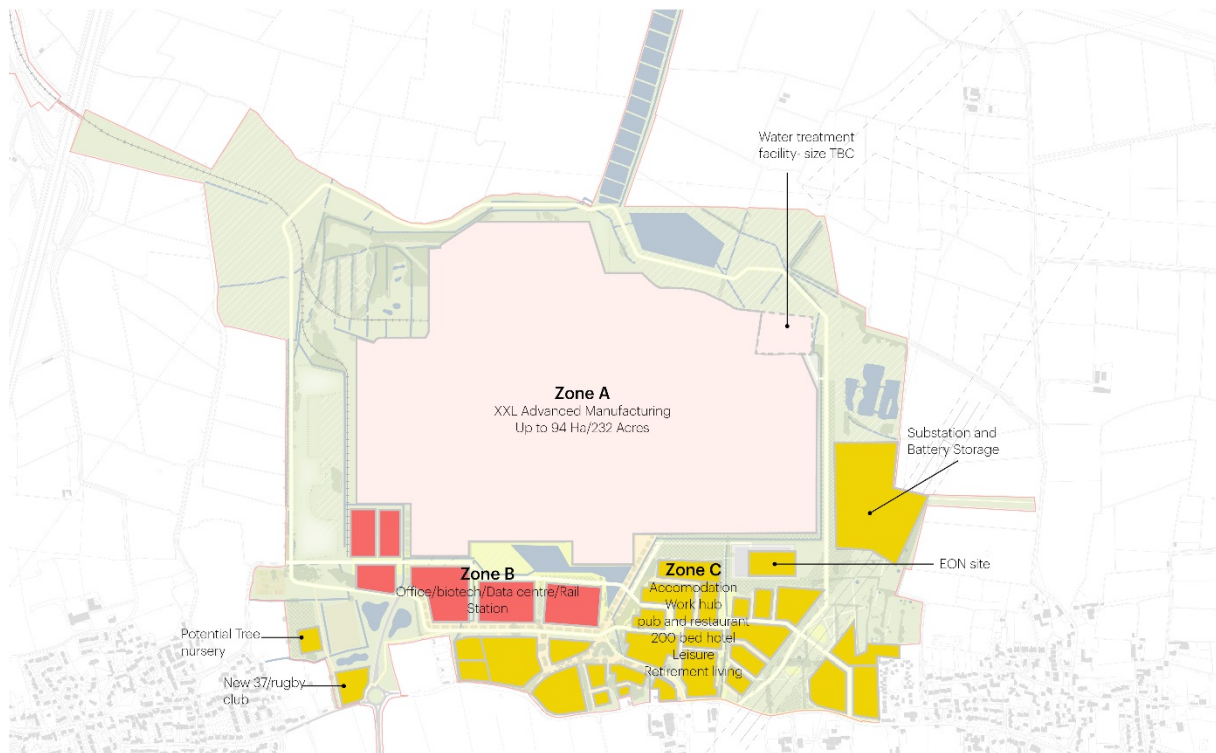 Water treatment
facility- size TBC
Zone A
XXL Advanced Manufacturing
Up to 94 Ha/232 Acres
Substation and
Battery Storage
EON site
Zone B
Office/biotech/Data centre/Rail
Station
Zone C
Accomodation
Work hub
pub and restaurant
200 bed hotel
Leisure
Retirement living
Potential Tree
nursery
New 37/rugby
club